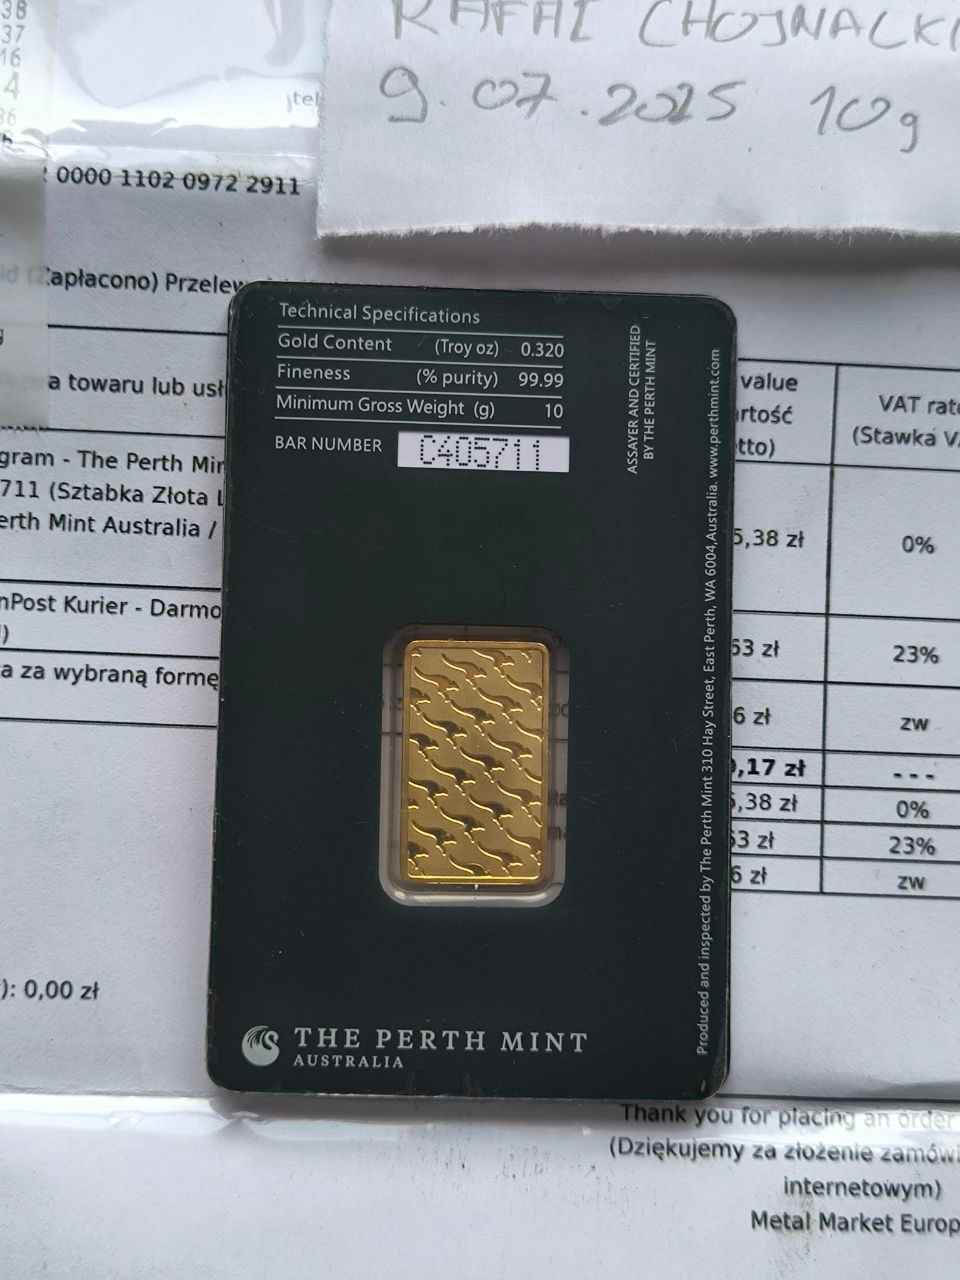 38
37
16
4
36
RAFAŁ CHOJNACKI
9.07.2025 10g
0000 1102 0972 2911
(Zapłacono) Przelew
a towaru lub usł
gram - The Perth Min
711 (Sztabka Złota
erth Mint Australia /
nPost Kurier - Darmo
)
a za wybraną formę
): 0,00 zł
Technical Specifications
Gold Content (Troy oz) 0.320
Fineness (% purity) 99.99
Minimum Gross Weight (g) 10
BAR NUMBER C405711
ASSAYER AND CERTIFIED
BY THE PERTH MINT
Produced and inspected by The Perth Mint 310 Hay Street, East Perth, WA 6004, Australia. www.perthmint.com
THE PERTH MINT
AUSTRALIA
value
rtość
tto)
VAT rate
(Stawka VA
5,38 zł
0%
63 zł
23%
6 zł
zw
,17 zł
---
5,38 zł
0%
63 zł
23%
6 zł
zw
Thank you for placing an order
(Dziękujemy za złożenie zamówi
internetowym)
Metal Market Europ